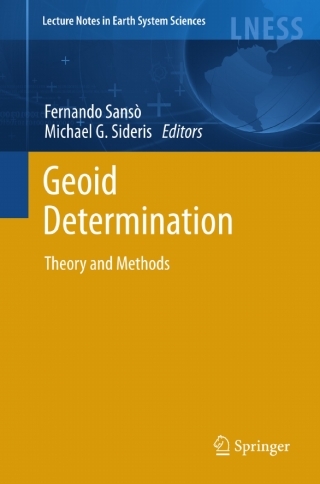 Lecture Notes in Earth System Sciences
LNESS
Fernando Sansò
Michael G. Sideris Editors
Geoid
Determination
Theory and Methods
Springer